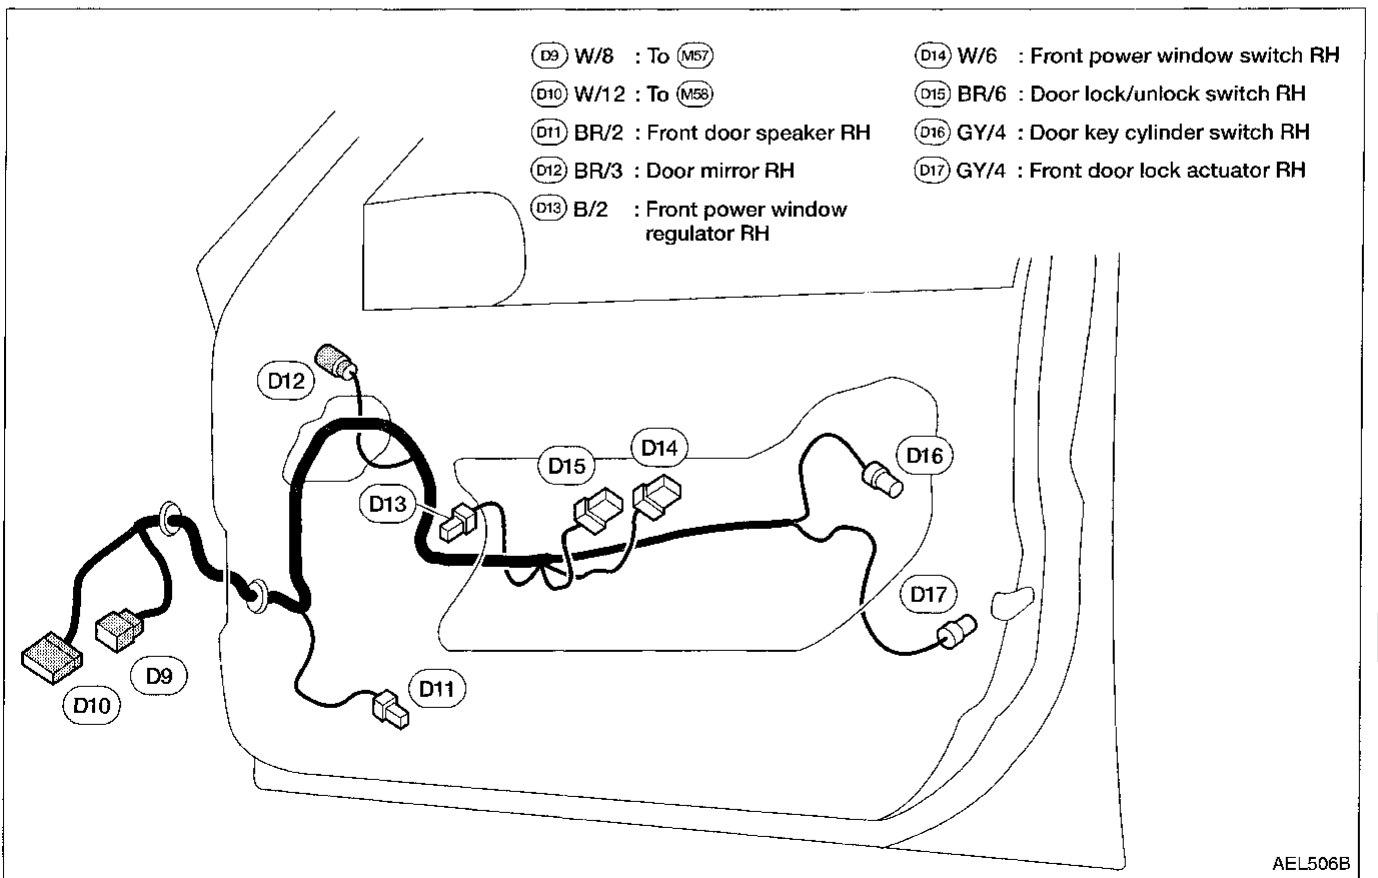 D9 W/8 : To M57
D10 W/12 : To M58
D11 BR/2 : Front door speaker RH
D12 BR/3 : Door mirror RH
D13 B/2 : Front power window
regulator RH
D14 W/6 : Front power window switch RH
D15 BR/6 : Door lock/unlock switch RH
D16 GY/4 : Door key cylinder switch RH
D17 GY/4 : Front door lock actuator RH
D12
D15
D14
D16
D13
D17
D9
D10
D11
AEL506B